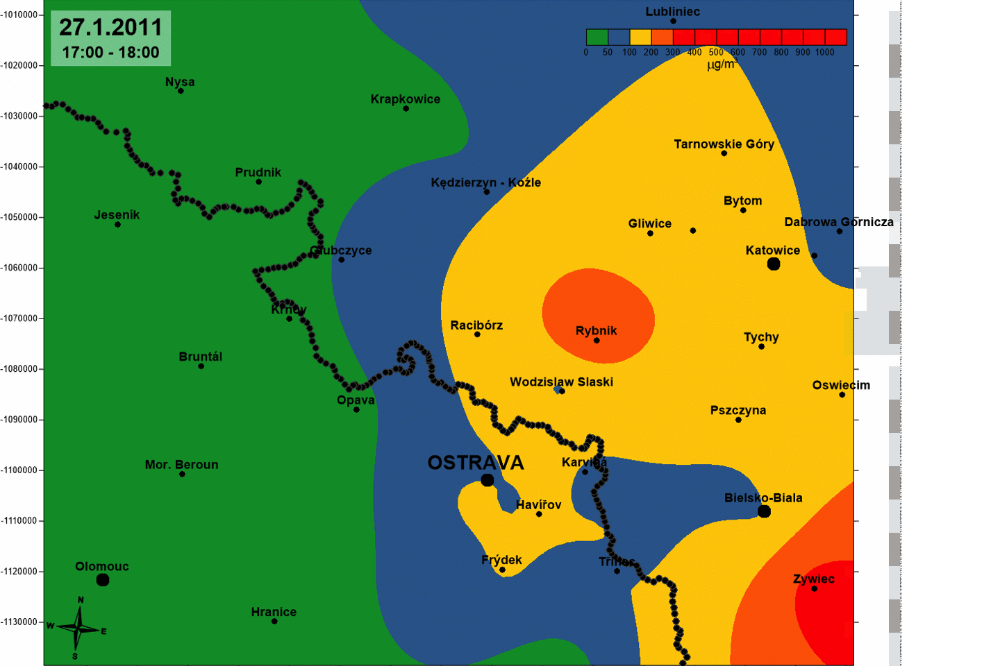 27.1.2011
17:00 - 18:00
Lubliniec
0 50 100 200 300 400 500 600 700 800 900 1000
µg/m³
-1010000
-1020000
-1030000
-1040000
-1050000
-1060000
-1070000
-1080000
-1090000
-1100000
-1110000
-1120000
-1130000
Nysa
Krapkowice
Tarnowskie Góry
Prudnik
Kędzierzyn - Koźle
Bytom
Jeseník
Gliwice
Dabrowa Górnicza
Glubczyce
Katowice
Krnov
Racibórz
Rybnik
Tychy
Bruntál
Wodzislaw Slaski
Oswiecim
Opava
Pszczyna
Mor. Beroun
OSTRAVA
Karviná
Bielsko-Biala
Havířov
Frýdek
Třinec
Olomouc
Zywiec
Hranice
N
W E
S